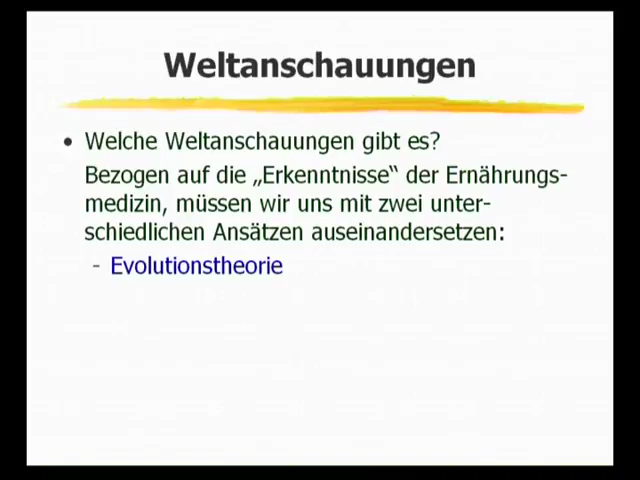 Weltanschauungen
• Welche Weltanschauungen gibt es?
Bezogen auf die „Erkenntnisse“ der Ernährungs-
medizin, müssen wir uns mit zwei unter-
schiedlichen Ansätzen auseinandersetzen:
- Evolutionstheorie